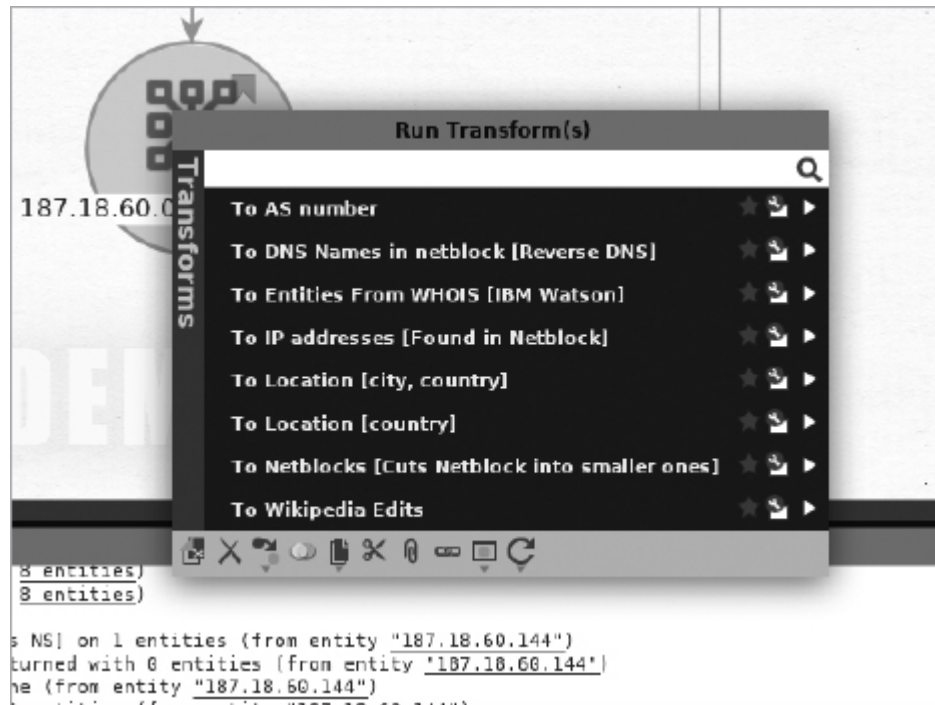 Run Transform(s)
Transforms
187.18.60.0
To AS number
To DNS Names in netblock [Reverse DNS]
To Entities From WHOIS [IBM Watson]
To IP addresses [Found in Netblock]
To Location [city, country]
To Location [country]
To Netblocks [Cuts Netblock into smaller ones]
To Wikipedia Edits
8 entities)
8 entities)
s NS] on 1 entities (from entity "187.18.60.144")
turned with 0 entities (from entity "187.18.60.144")
ne (from entity "187.18.60.144")